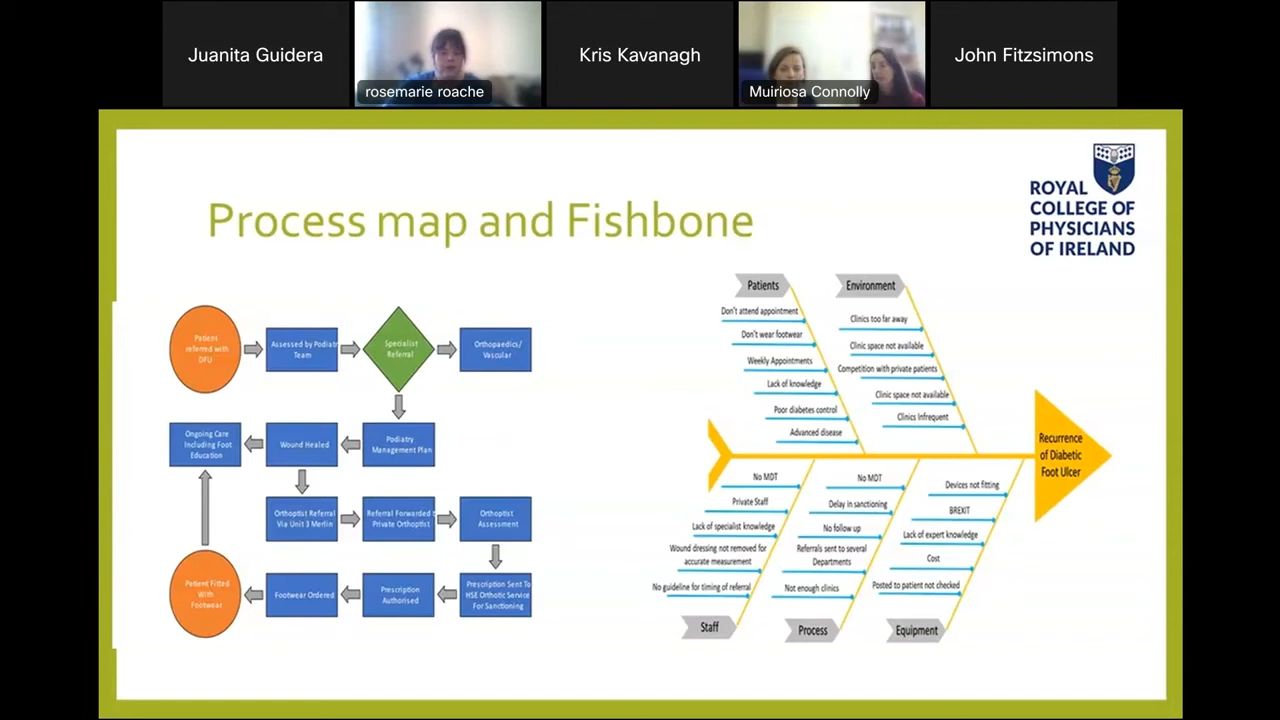 Juanita Guidera
rosemarie roache
Kris Kavanagh
Muiriosa Connolly
John Fitzsimons
ROYAL
COLLEGE OF
PHYSICIANS
OF IRELAND
Process map and Fishbone
Patient
referred with
DFU
Assessed by Podiatr
Team
Specialist
Referral
Orthopaedics/
Vascular
Ongoing Care
Including Foot
Education
Wound Healed
Podiatry
Management Plan
Orthoptist Referral
Via Unit 3 Merlin
Referral Forwarded t
Private Orthoptist
Orthoptist
Assessment
Patient Fitted
With
Footwear
Footwear Ordered
Prescription
Authorised
Prescription Sent To
HSE Orthotic Service
For Sanctioning
Patients
Don't attend appointment
Don't wear footwear
Weekly Appointments
Lack of knowledge
Poor diabetes control
Advanced disease
Environment
Clinics too far away
Clinic space not available
Competition with private patients
Clinic space not available
Clinics Infrequent
Recurrence
of Diabetic
Foot Ulcer
No MDT
Private Staff
Lack of specialist knowledge
Wound dressing not removed for
accurate measurement
No guideline for timing of referral
Staff
No MDT
Delay in sanctioning
No follow up
Referrals sent to several
Departments
Not enough clinics
Process
Devices not fitting
BREXIT
Lack of expert knowledge
Cost
Posted to patient not checked
Equipment